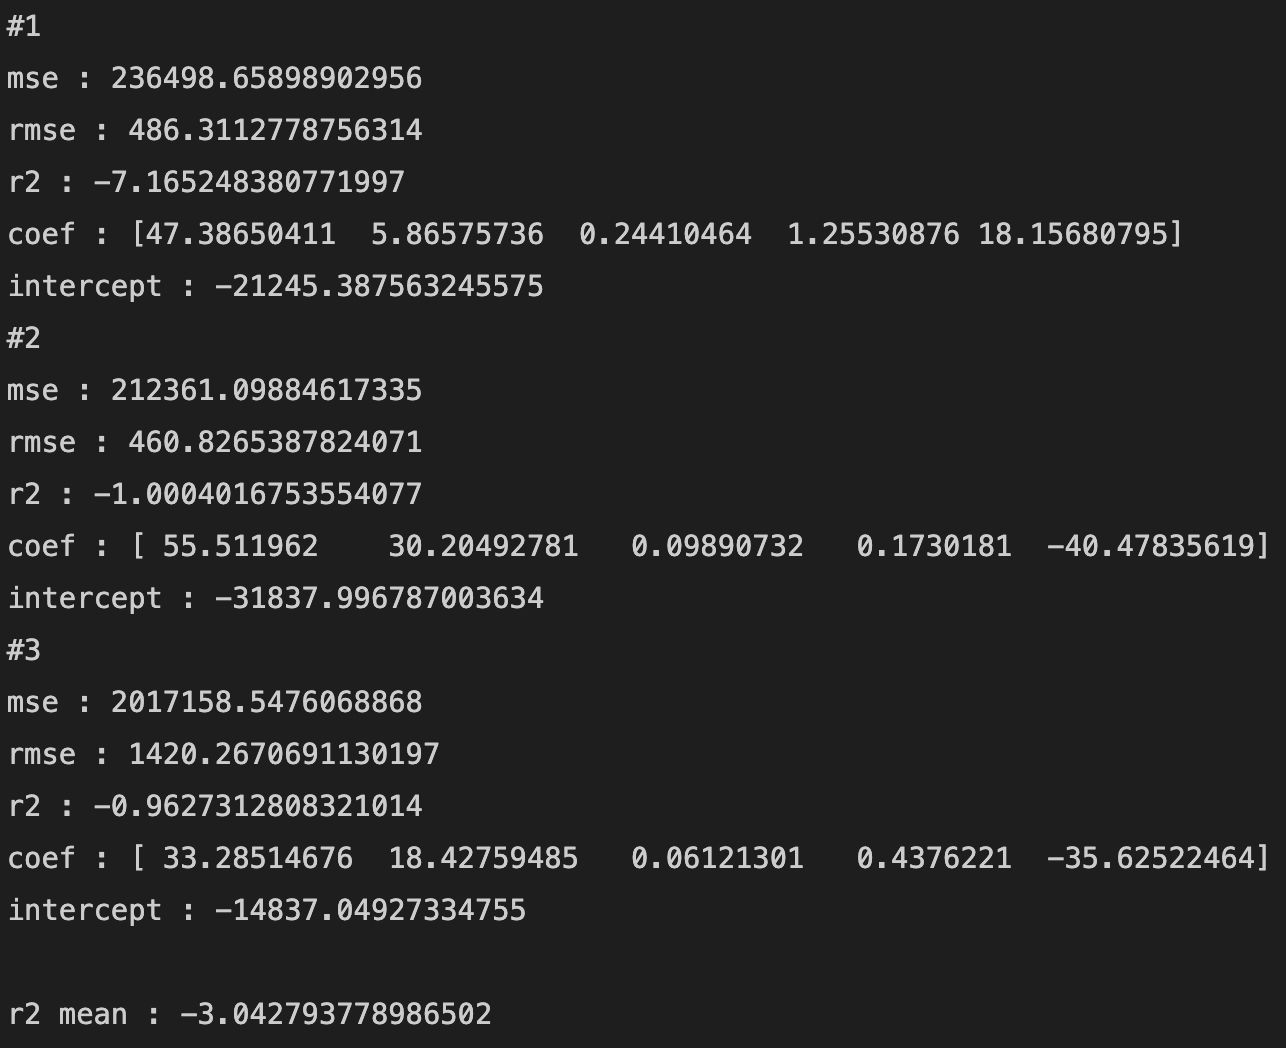 #1
mse : 236498.65898902956
rmse : 486.3112778756314
r2 : -7.165248380771997
coef : [47.38650411  5.86575736  0.24410464  1.25530876 18.15680795]
intercept : -21245.387563245575
#2
mse : 212361.09884617335
rmse : 460.8265387824071
r2 : -1.0004016753554077
coef : [ 55.511962    30.20492781   0.09890732   0.1730181  -40.47835619]
intercept : -31837.996787003634
#3
mse : 2017158.5476068868
rmse : 1420.2670691130197
r2 : -0.9627312808321014
coef : [ 33.28514676  18.42759485   0.06121301   0.4376221  -35.62522464]
intercept : -14837.04927334755
r2 mean : -3.042793778986502